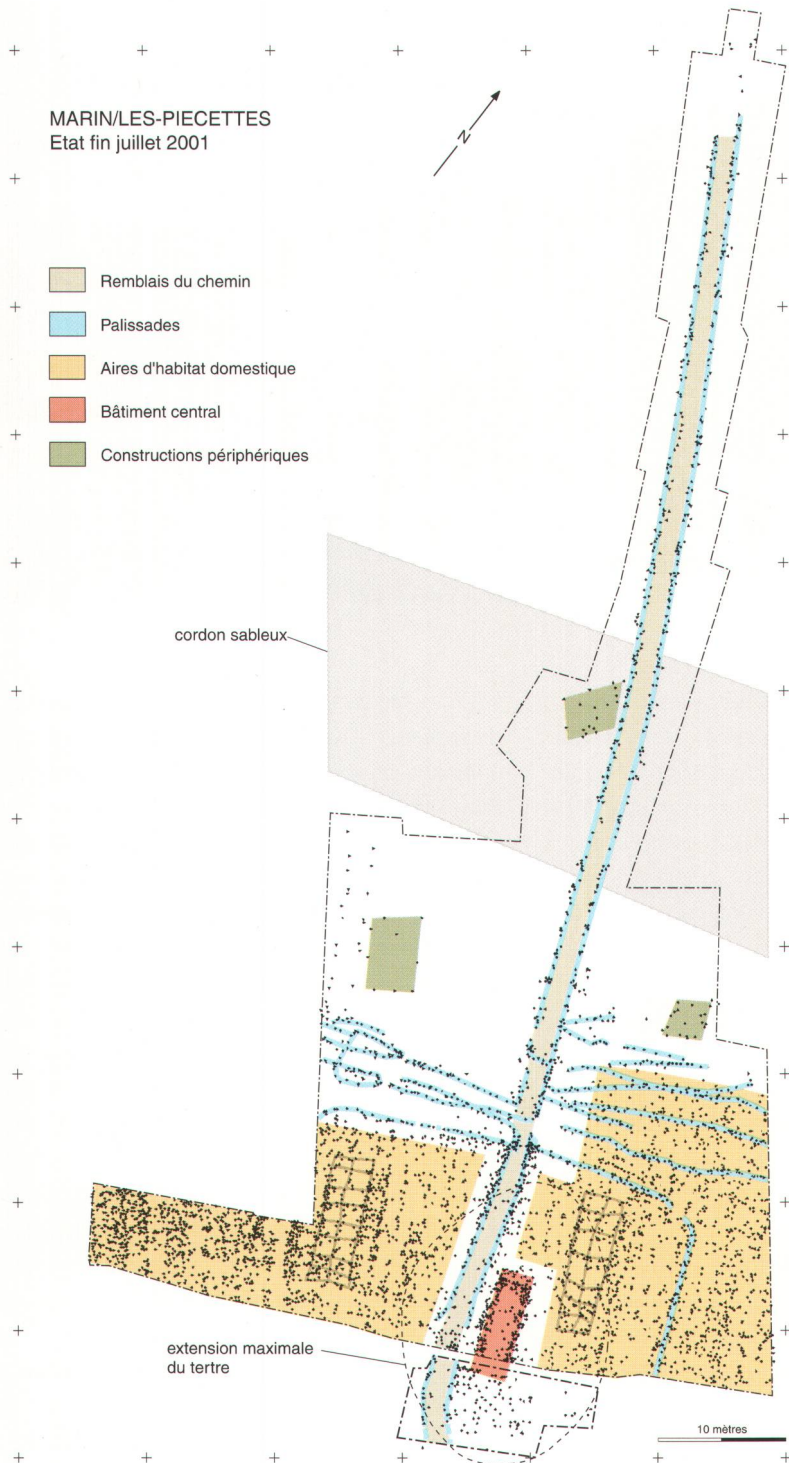 MARIN/LES-PIECETTES
Etat fin juillet 2001
N
Remblais du chemin
Palissades
Aires d'habitat domestique
Bâtiment central
Constructions périphériques
cordon sableux
extension maximale
du tertre
10 mètres